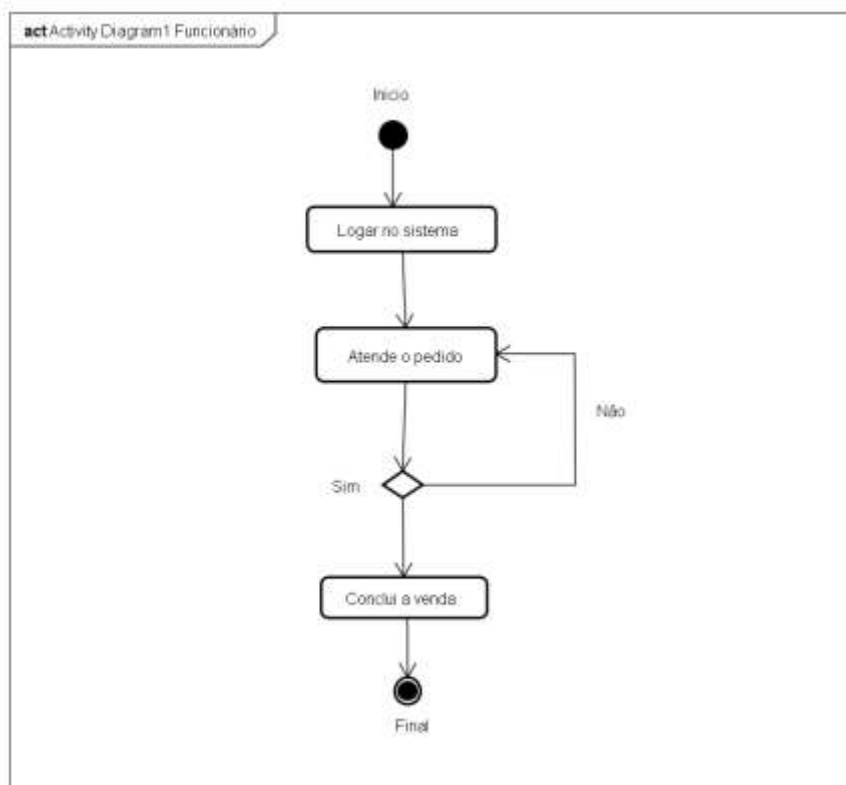 act Activity Diagram1 Funcionário
Inicio
Logar no sistema
Atende o pedido
Não
Sim
Conclui a venda
Final